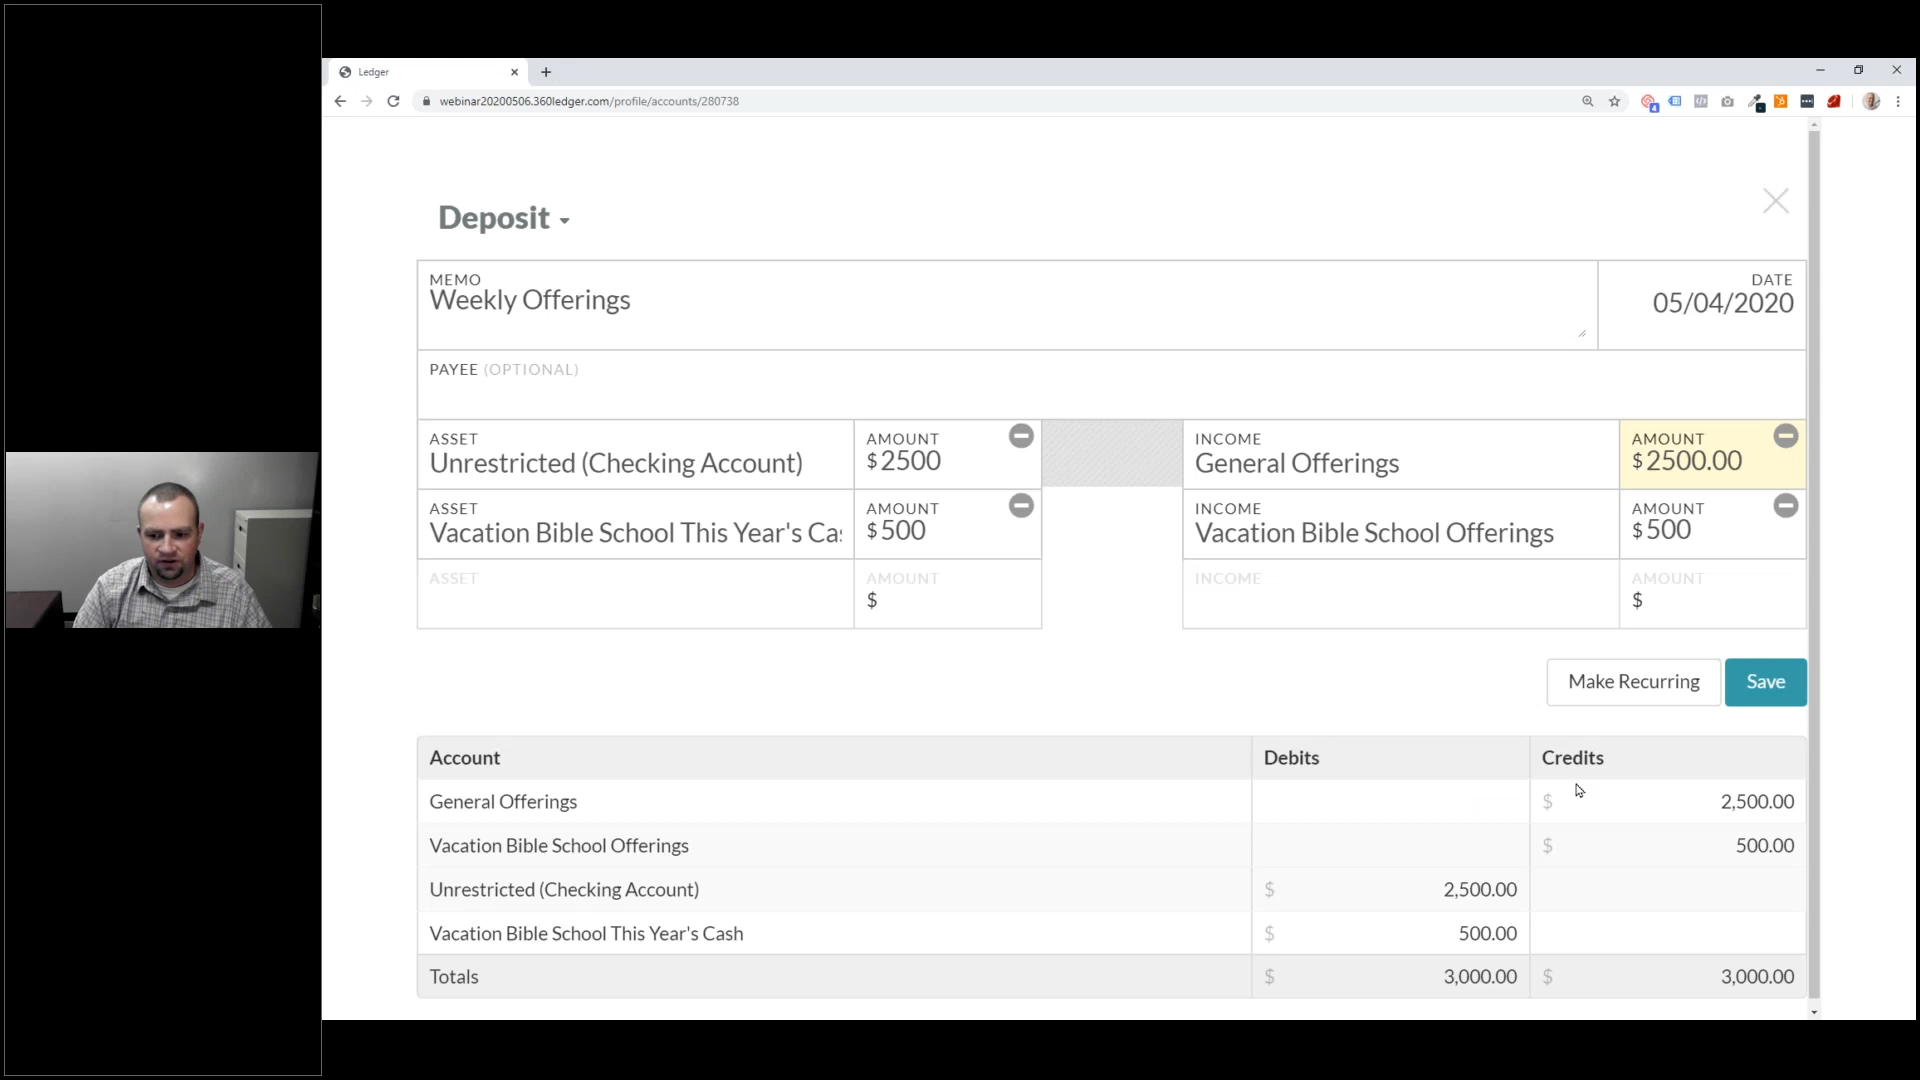 Ledger
webinar20200506.360ledger.com/profile/accounts/280738
Deposit
MEMO
Weekly Offerings
DATE
05/04/2020
PAYEE (OPTIONAL)
ASSET
Unrestricted (Checking Account)
AMOUNT
$2500
INCOME
General Offerings
AMOUNT
$2500.00
ASSET
Vacation Bible School This Year's Ca
AMOUNT
$500
INCOME
Vacation Bible School Offerings
AMOUNT
$500
ASSET
AMOUNT
$
INCOME
AMOUNT
$
Make Recurring
Save
Account Debits Credits
General Offerings $ 2,500.00
Vacation Bible School Offerings $ 500.00
Unrestricted (Checking Account) $ 2,500.00
Vacation Bible School This Year's Cash $ 500.00
Totals $ 3,000.00 $ 3,000.00